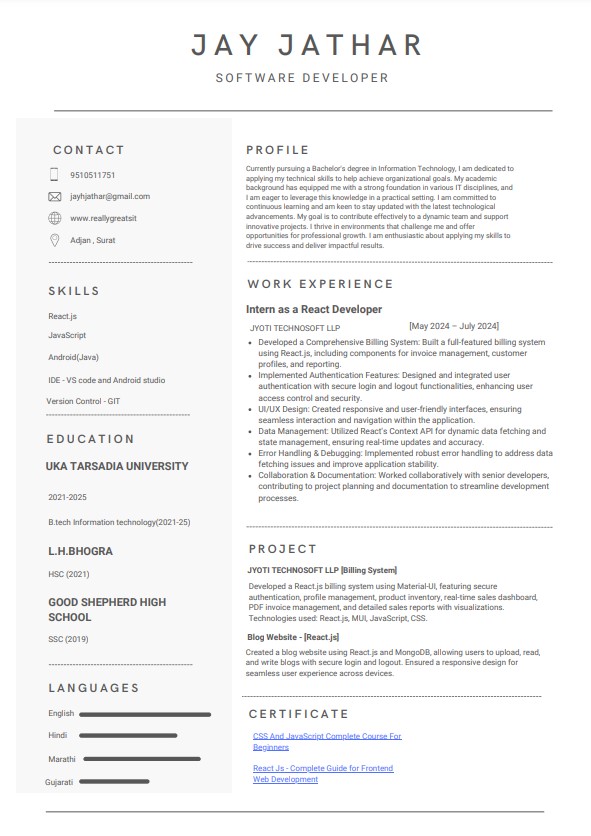 JAY JATHAR
SOFTWARE DEVELOPER
CONTACT
9510511751
jayhjathar@gmail.com
www.reallygreatsit
Adjan , Surat
SKILLS
React.js
JavaScript
Android(Java)
IDE - VS code and Android studio
Version Control - GIT
EDUCATION
UKA TARSADIA UNIVERSITY
2021-2025
B.tech Information technology(2021-25)
L.H.BHOGRA
HSC (2021)
GOOD SHEPHERD HIGH
SCHOOL
SSC (2019)
LANGUAGES
English
Hindi
Marathi
Gujarati
PROFILE
Currently pursuing a Bachelor's degree in Information Technology, I am dedicated to
applying my technical skills to help achieve organizational goals. My academic
background has equipped me with a strong foundation in various IT disciplines, and
I am eager to leverage this knowledge in a practical setting. I am committed to
continuous learning and am keen to stay updated with the latest technological
advancements. My goal is to contribute effectively to a dynamic team and support
innovative projects. I thrive in environments that challenge me and offer
opportunities for professional growth. I am enthusiastic about applying my skills to
drive success and deliver impactful results.
WORK EXPERIENCE
Intern as a React Developer
JYOTI TECHNOSOFT LLP [May 2024 – July 2024]
• Developed a Comprehensive Billing System: Built a full-featured billing system
using React.js, including components for invoice management, customer
profiles, and reporting.
• Implemented Authentication Features: Designed and integrated user
authentication with secure login and logout functionalities, enhancing user
access control and security.
• UI/UX Design: Created responsive and user-friendly interfaces, ensuring
seamless interaction and navigation within the application.
• Data Management: Utilized React's Context API for dynamic data fetching and
state management, ensuring real-time updates and accuracy.
• Error Handling & Debugging: Implemented robust error handling to address data
fetching issues and improve application stability.
• Collaboration & Documentation: Worked collaboratively with senior developers,
contributing to project planning and documentation to streamline development
processes.
PROJECT
JYOTI TECHNOSOFT LLP [Billing System]
Developed a React.js billing system using Material-UI, featuring secure
authentication, profile management, product inventory, real-time sales dashboard,
PDF invoice management, and detailed sales reports with visualizations.
Technologies used: React.js, MUI, JavaScript, CSS.
Blog Website - [React.js]
Created a blog website using React.js and MongoDB, allowing users to upload, read,
and write blogs with secure login and logout. Ensured a responsive design for
seamless user experience across devices.
CERTIFICATE
CSS And JavaScript Complete Course For
Beginners
React Js - Complete Guide for Frontend
Web Development